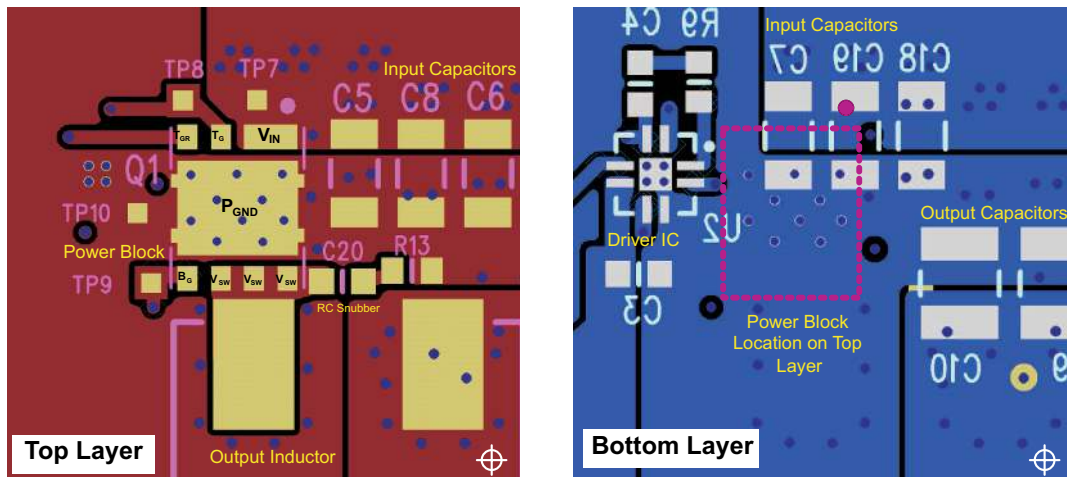 TP8
TP7
Input Capacitors
C5
C8
C6
TGR
TG
VIN
Q1
PGND
TP10
Power Block
TP9
BG
VSW
VSW
VSW
C20
R13
RC Snubber
Output Inductor
Top Layer
C4
R9
Input Capacitors
C7
C19
C18
Output Capacitors
Driver IC
U2
C3
Power Block
Location on Top
Layer
C10
9
Bottom Layer